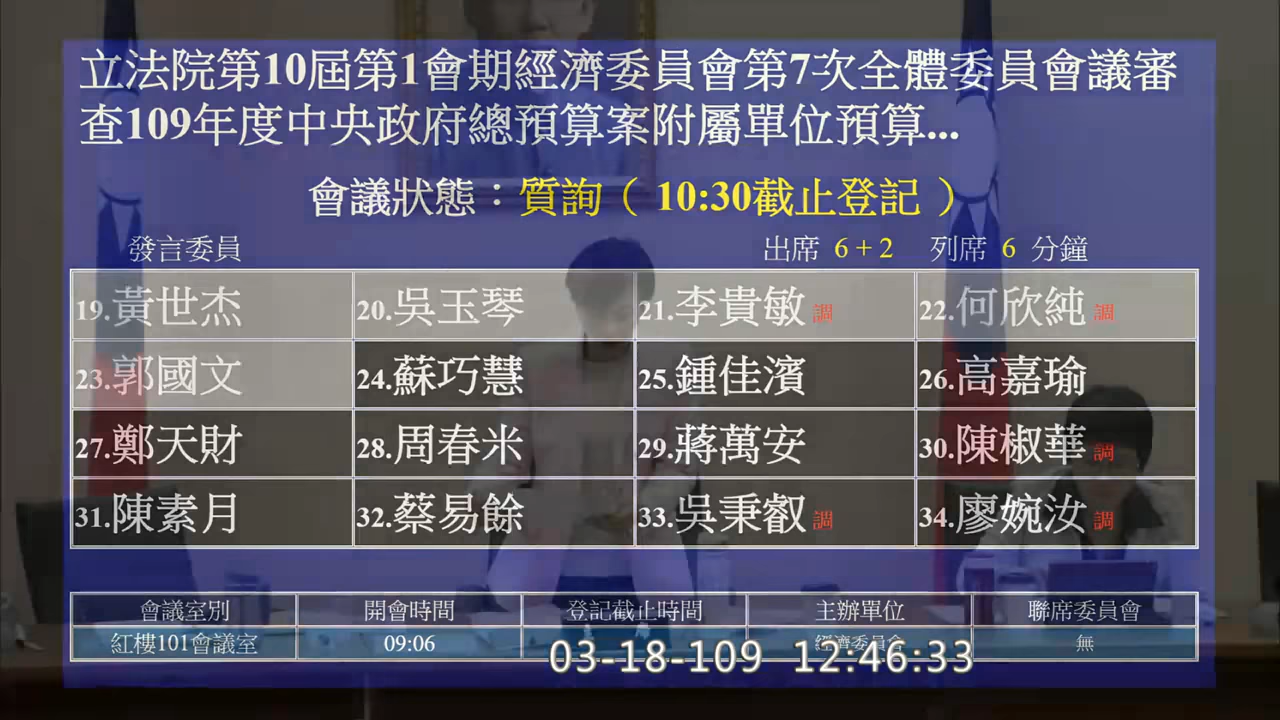 立法院第10屆第1會期經濟委員會第7次全體委員會議審
查109年度中央政府總預算案附屬單位預算...
會議狀態：質詢（ 10:30截止登記 ）
發言委員 出席 6 + 2 列席 6 分鐘
19.黃世杰 20.吳玉琴 21.李貴敏 調 22.何欣純 調
23.郭國文 24.蘇巧慧 25.鍾佳濱 26.高嘉瑜
27.鄭天財 28.周春米 29.蔣萬安 30.陳椒華 調
31.陳素月 32.蔡易餘 33.吳秉叡 調 34.廖婉汝 調
會議室別 開會時間 登記截止時間 主辦單位 聯席委員會
紅樓101會議室 09:06 經濟委員會 無
03-18-109 12:46:33